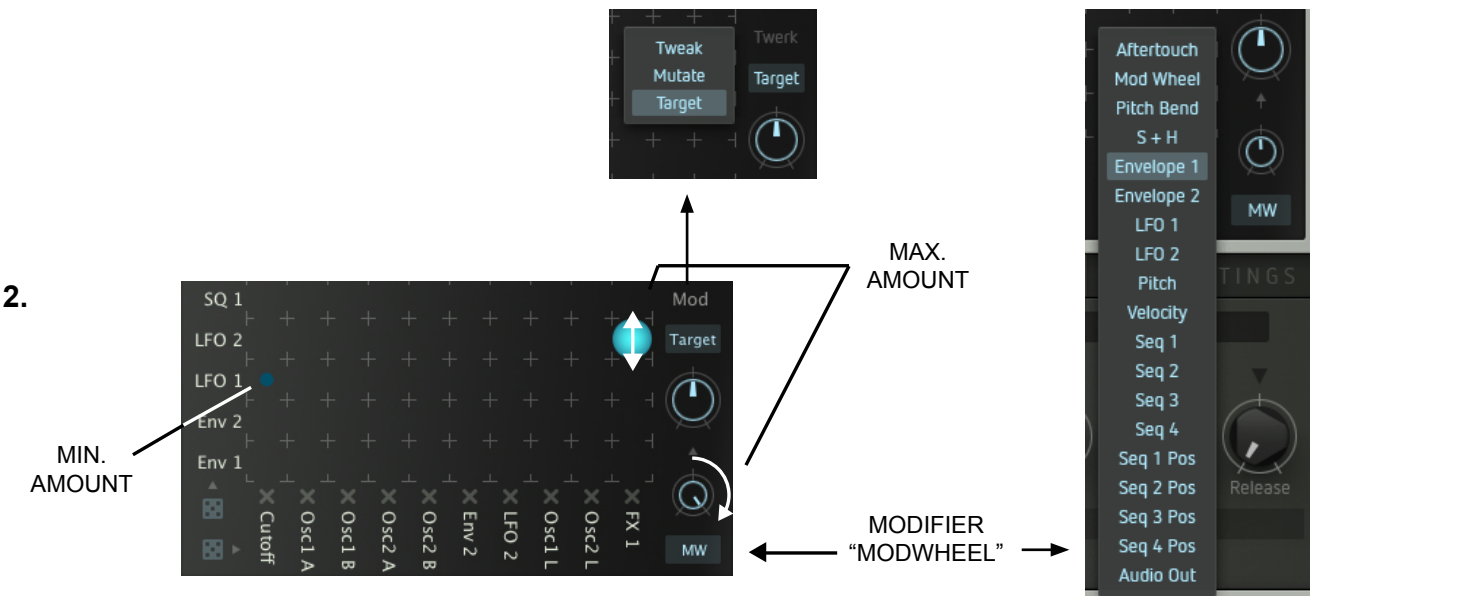 Tweak
Mutate
Target
Twerk
Target
Aftertouch
Mod Wheel
Pitch Bend
S + H
Envelope 1
Envelope 2
LFO 1
LFO 2
Pitch
Velocity
Seq 1
Seq 2
Seq 3
Seq 4
Seq 1 Pos
Seq 2 Pos
Seq 3 Pos
Seq 4 Pos
Audio Out
MW
TINGS
Release
2.
MAX.
AMOUNT
SQ 1
LFO 2
LFO 1
Env 2
Env 1
Mod
Target
MW
MIN.
AMOUNT
Cutoff
Osc1 A
Osc1 B
Osc2 A
Osc2 B
Env 2
LFO 2
Osc1 L
Osc2 L
FX 1
MODIFIER
“MODWHEEL”